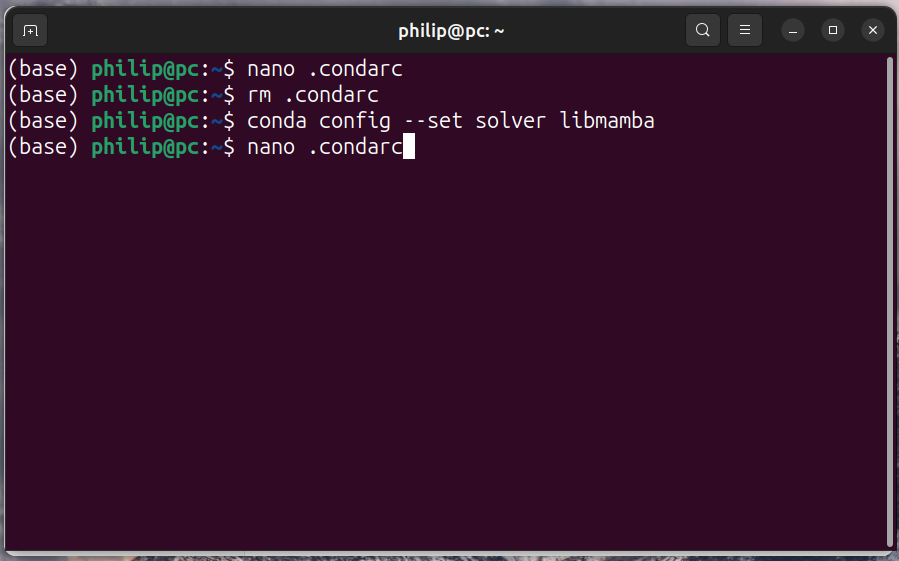 philip@pc: ~
(base) philip@pc:~$ nano .condarc
(base) philip@pc:~$ rm .condarc
(base) philip@pc:~$ conda config --set solver libmamba
(base) philip@pc:~$ nano .condarc